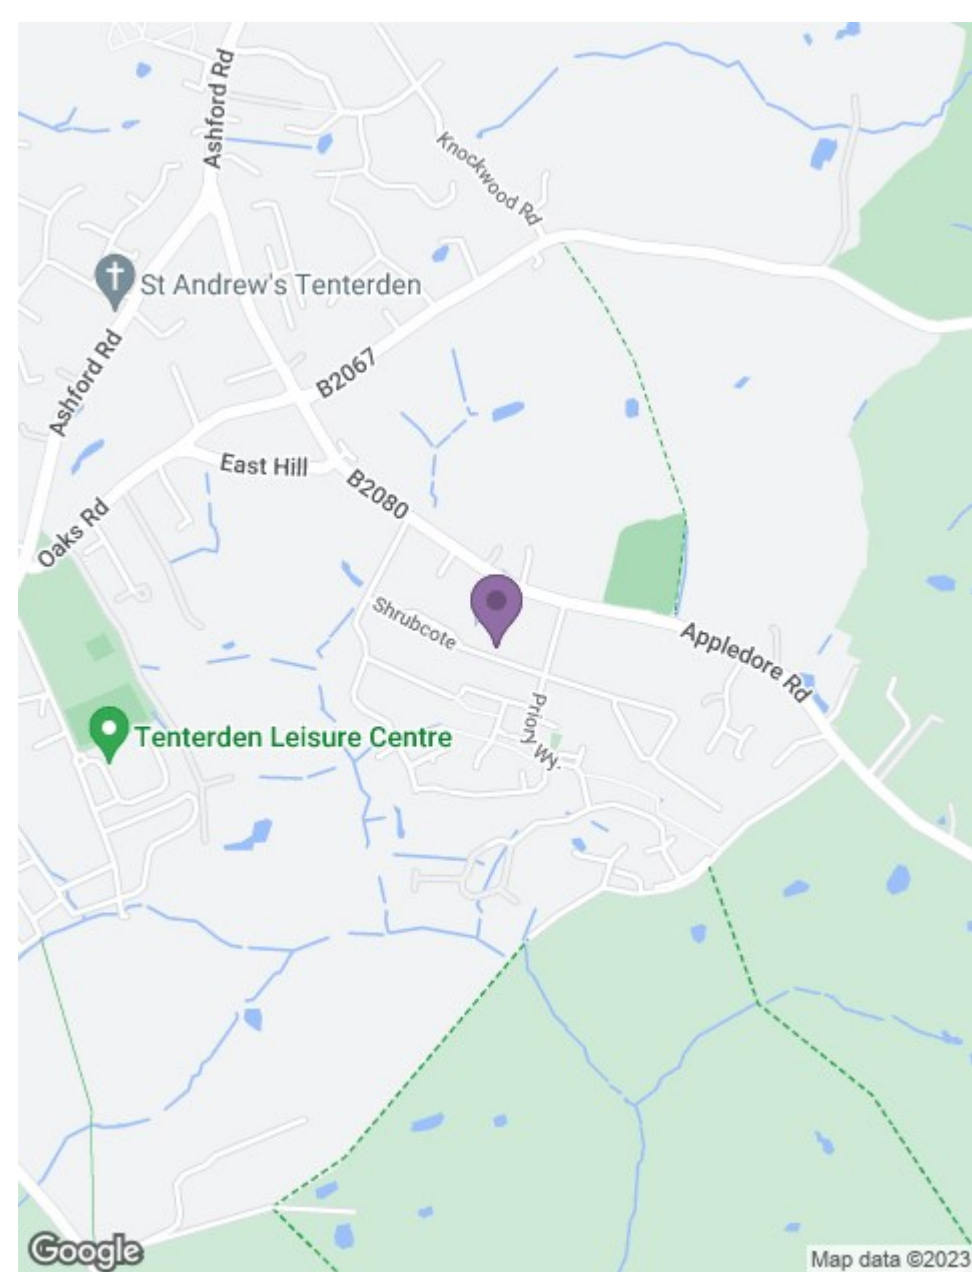 Ashford Rd
Knockwood Rd
St Andrew's Tenterden
Ashford Rd
B2067
East Hill
B2080
Oaks Rd
Shrubcote
Appledore Rd
Priory Wy
Tenterden Leisure Centre
Google
Map data ©2023